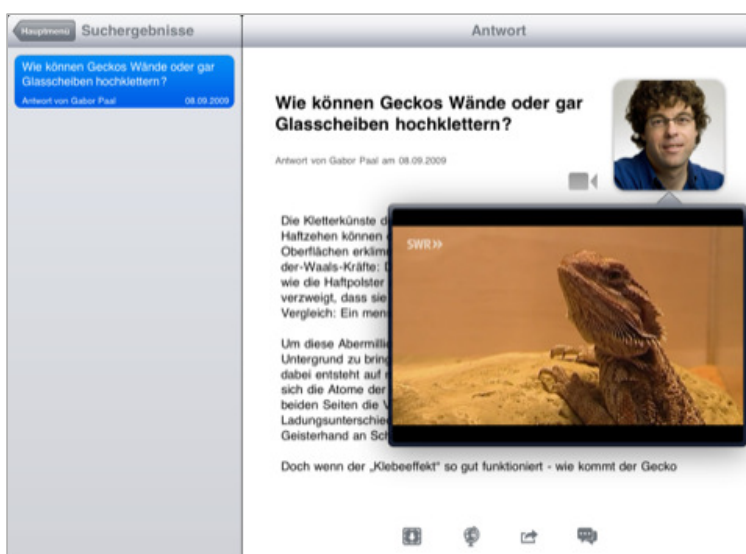 Hauptmenü
Suchergebnisse
Antwort
Wie können Geckos Wände oder gar
Glasscheiben hochklettern?
Antwort von Gabor Paal
08.09.2009
Wie können Geckos Wände oder gar
Glasscheiben hochklettern?
Antwort von Gabor Paal am 08.09.2009
Die Kletterkünste d
Haftzehen können
Oberflächen erklim
der-Waals-Kräfte: D
wie die Haftpolster
verzweigt, dass sie
Vergleich: Ein men
SWR»
Um diese Abermilli
Untergrund zu bring
dabei entsteht auf
sich die Atome der
beiden Seiten die V
Ladungsunterschie
Geisterhand an Sch
Doch wenn der „Klebeeffekt" so gut funktioniert - wie kommt der Gecko